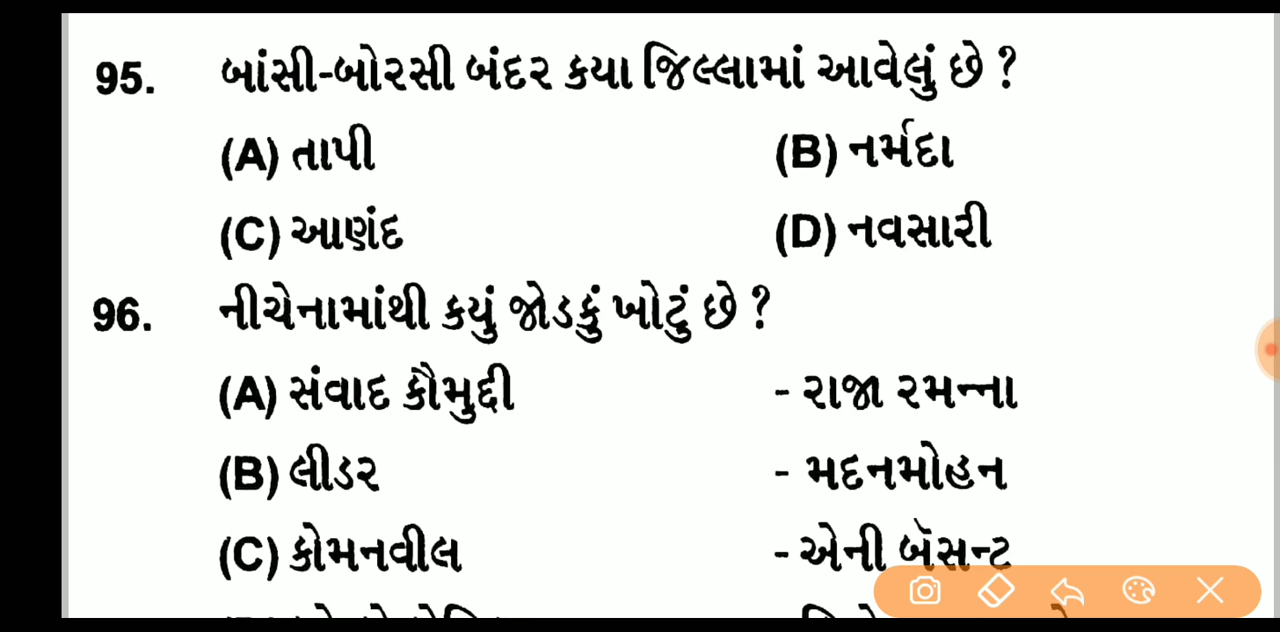 95. બાંસી-બોરસી બંદર કયા જિલ્લામાં આવેલું છે ?
(A) તાપી (B) નર્મદા
(C) આણંદ (D) નવસારી
96. નીચેનામાંથી કયું જોડકું ખોટું છે ?
(A) સંવાદ કૌમુદ્દી - રાજા રમન્ના
(B) લીડર - મદનમોહન
(C) કોમનવીલ - એની બૅસન્ટ